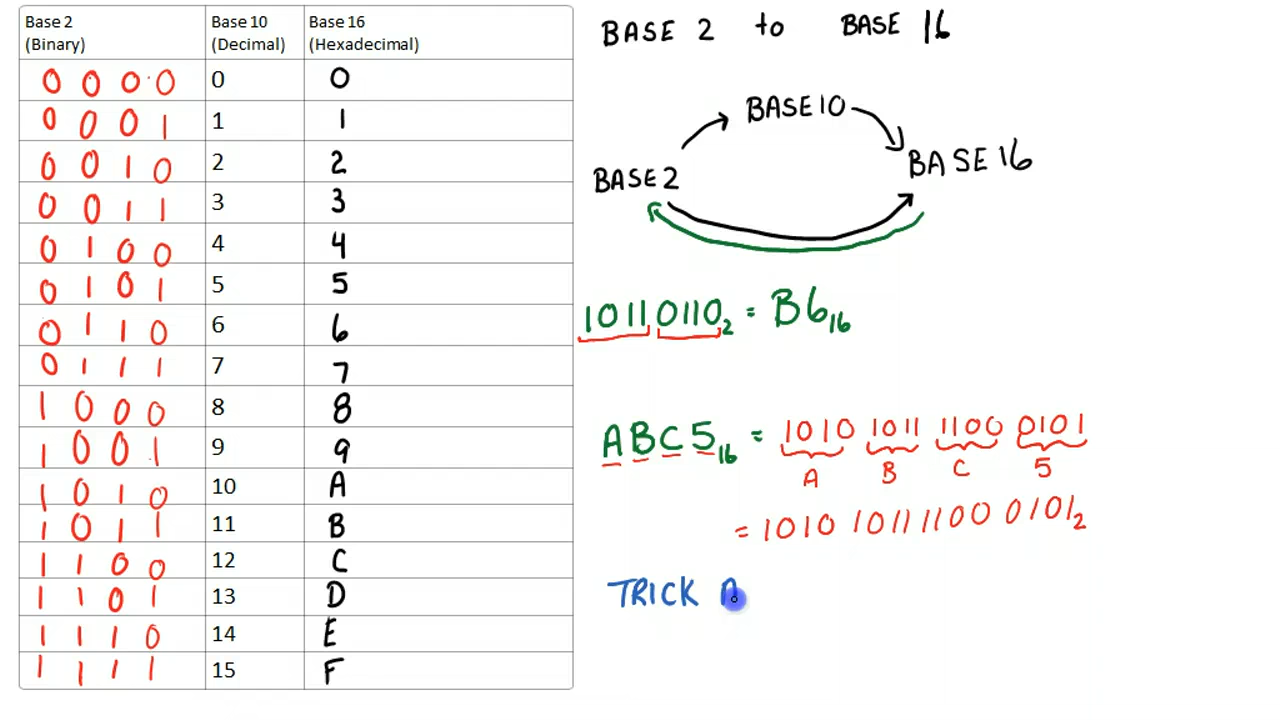 Base 2 (Binary) Base 10 (Decimal) Base 16 (Hexadecimal)
0 0 0 0 0 0
0 0 0 1 1 1
0 0 1 0 2 2
0 0 1 1 3 3
0 1 0 0 4 4
0 1 0 1 5 5
0 1 1 0 6 6
0 1 1 1 7 7
1 0 0 0 8 8
1 0 0 1 9 9
1 0 1 0 10 A
1 0 1 1 11 B
1 1 0 0 12 C
1 1 0 1 13 D
1 1 1 0 14 E
1 1 1 1 15 F
BASE 2 to BASE 16
BASE 10
BASE 2
BASE 16
10110110₂ = B6₁₆
ABC5₁₆ = 1010 1011 1100 0101
A B C 5
= 1010 1011 1100 0101₂
TRICK